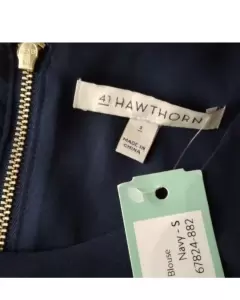 41 HAWTHORN
MADE IN
CHINA
Blouse
Navy - S
67824-882